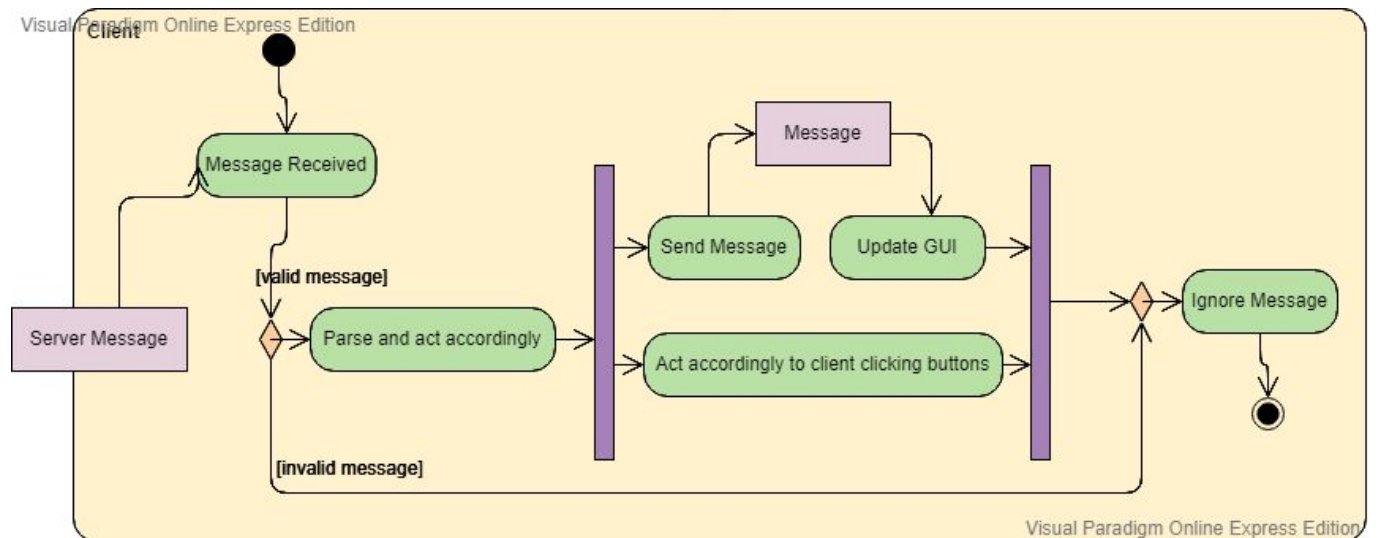 Visual Paradigm Online Express Edition
Client
Message
Message Received
Send Message
Update GUI
[valid message]
Ignore Message
Server Message
Parse and act accordingly
Act accordingly to client clicking buttons
[invalid message]
Visual Paradigm Online Express Edition